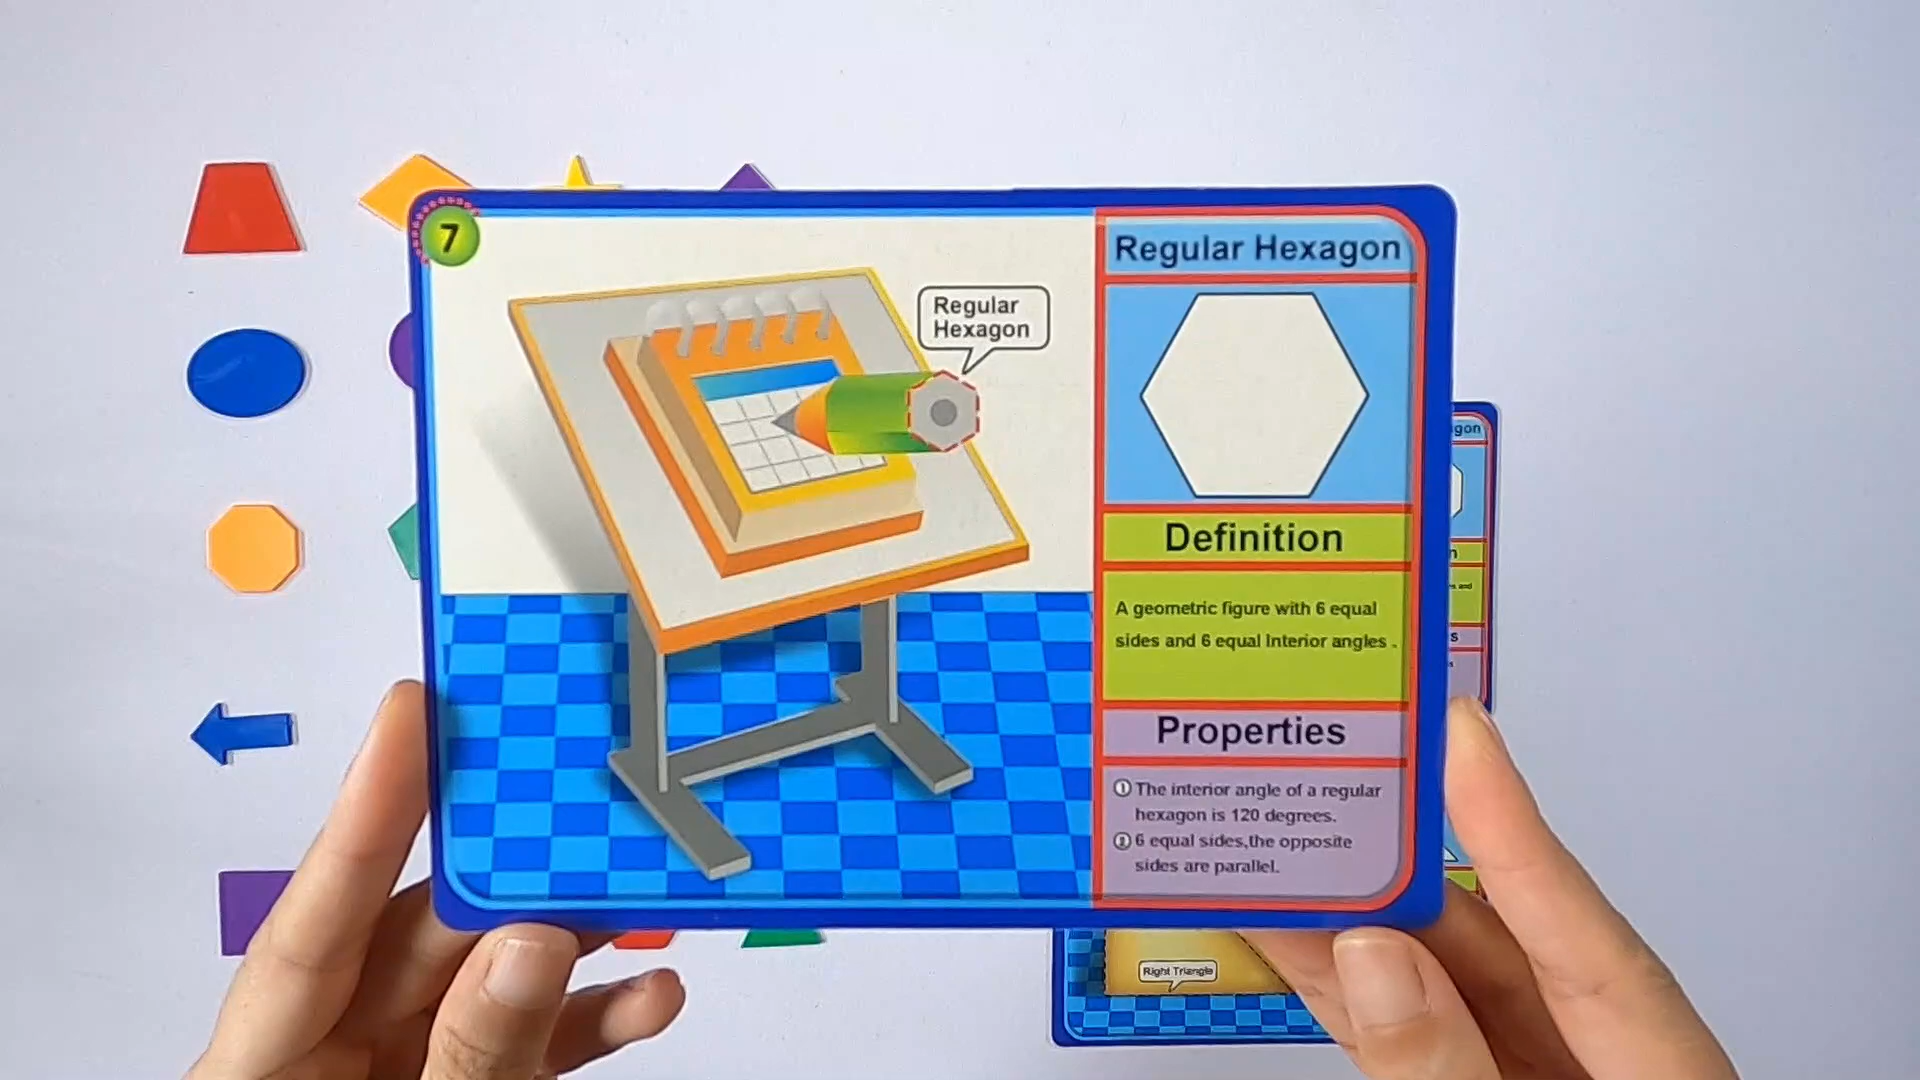 7
Regular
Hexagon
Regular Hexagon
Definition
A geometric figure with 6 equal
sides and 6 equal Interior angles .
Properties
① The interior angle of a regular
hexagon is 120 degrees.
② 6 equal sides,the opposite
sides are parallel.
Right Triangle